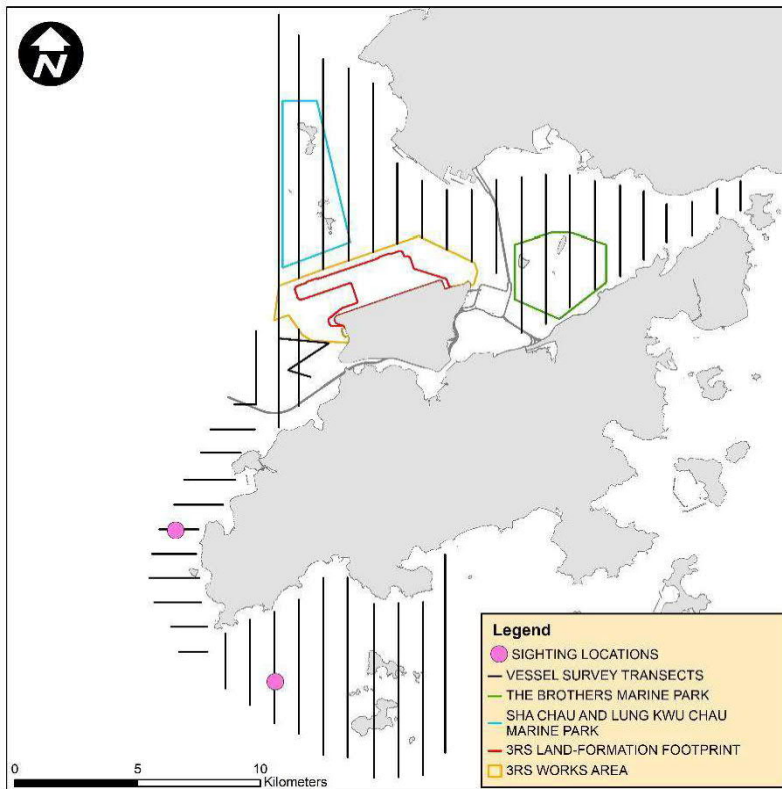 N
Legend
SIGHTING LOCATIONS
VESSEL SURVEY TRANSECTS
THE BROTHERS MARINE PARK
SHA CHAU AND LUNG KWU CHAU
MARINE PARK
3RS LAND-FORMATION FOOTPRINT
3RS WORKS AREA
0 5 10
Kilometers